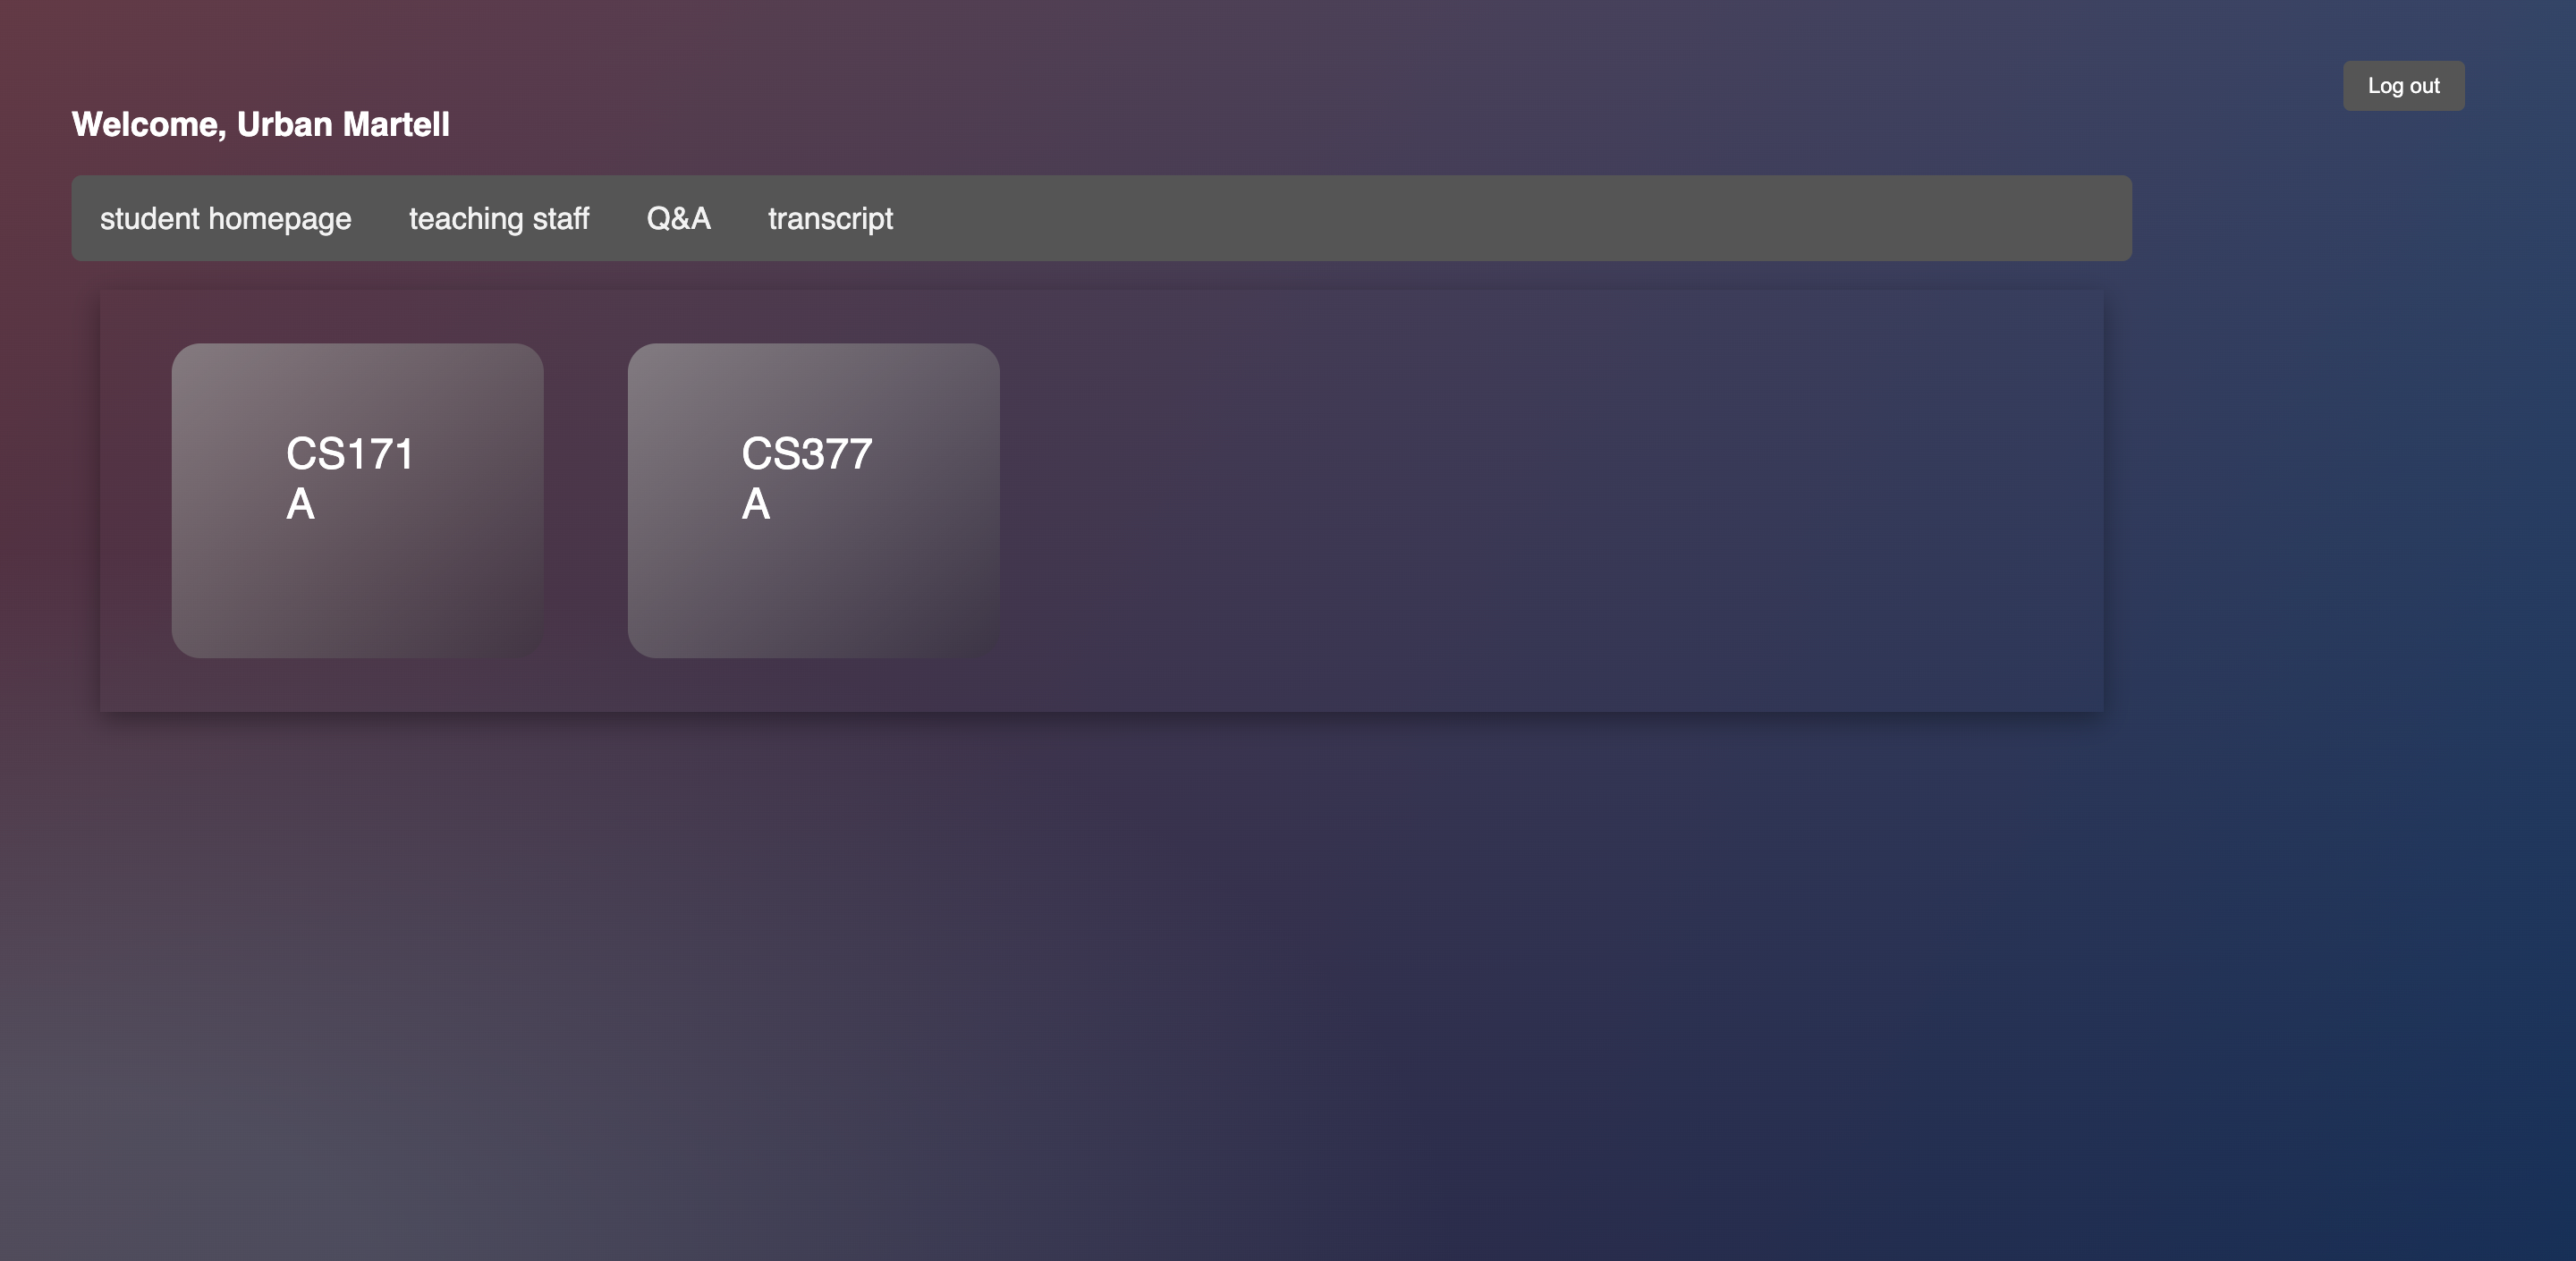 Log out
Welcome, Urban Martell
student homepage teaching staff Q&A transcript
CS171
A
CS377
A